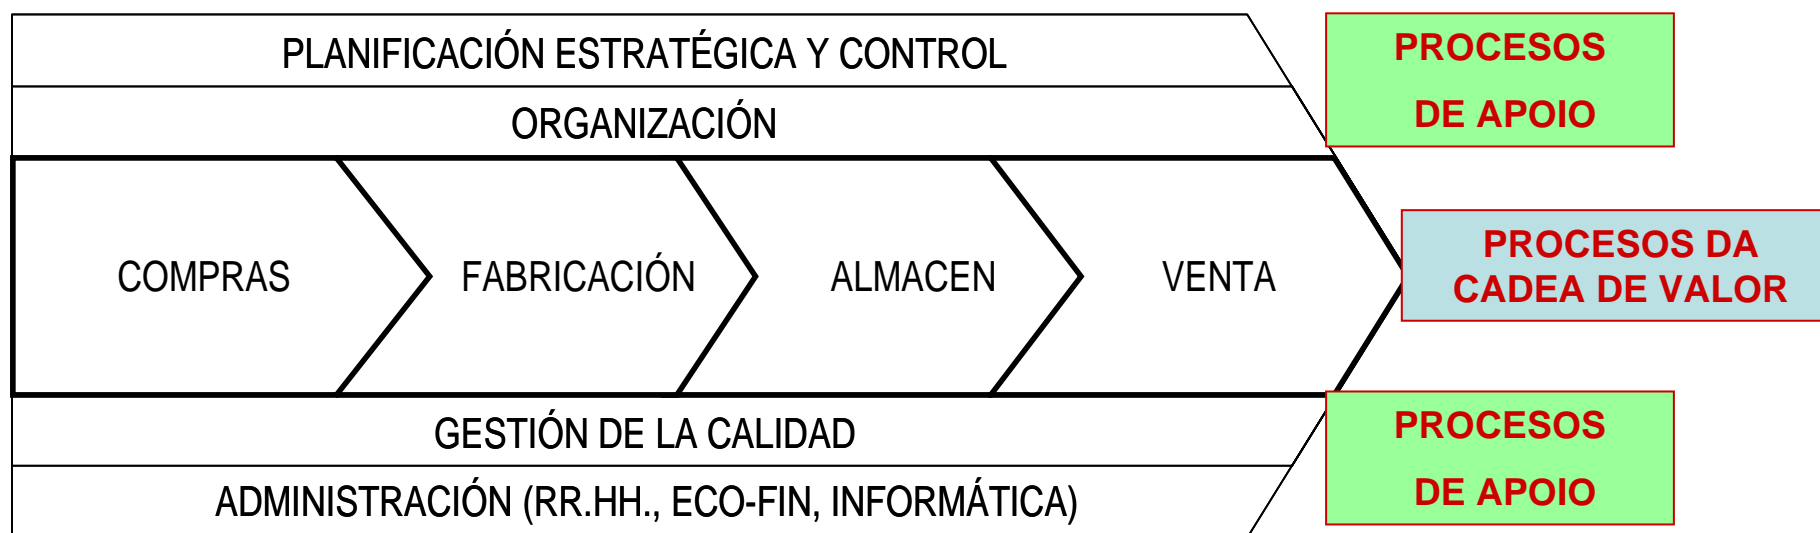 PLANIFICACIÓN ESTRATÉGICA Y CONTROL
PROCESOS
DE APOIO
ORGANIZACIÓN
COMPRAS
FABRICACIÓN
ALMACEN
VENTA
PROCESOS DA
CADEA DE VALOR
GESTIÓN DE LA CALIDAD
PROCESOS
DE APOIO
ADMINISTRACIÓN (RR.HH., ECO-FIN, INFORMÁTICA)